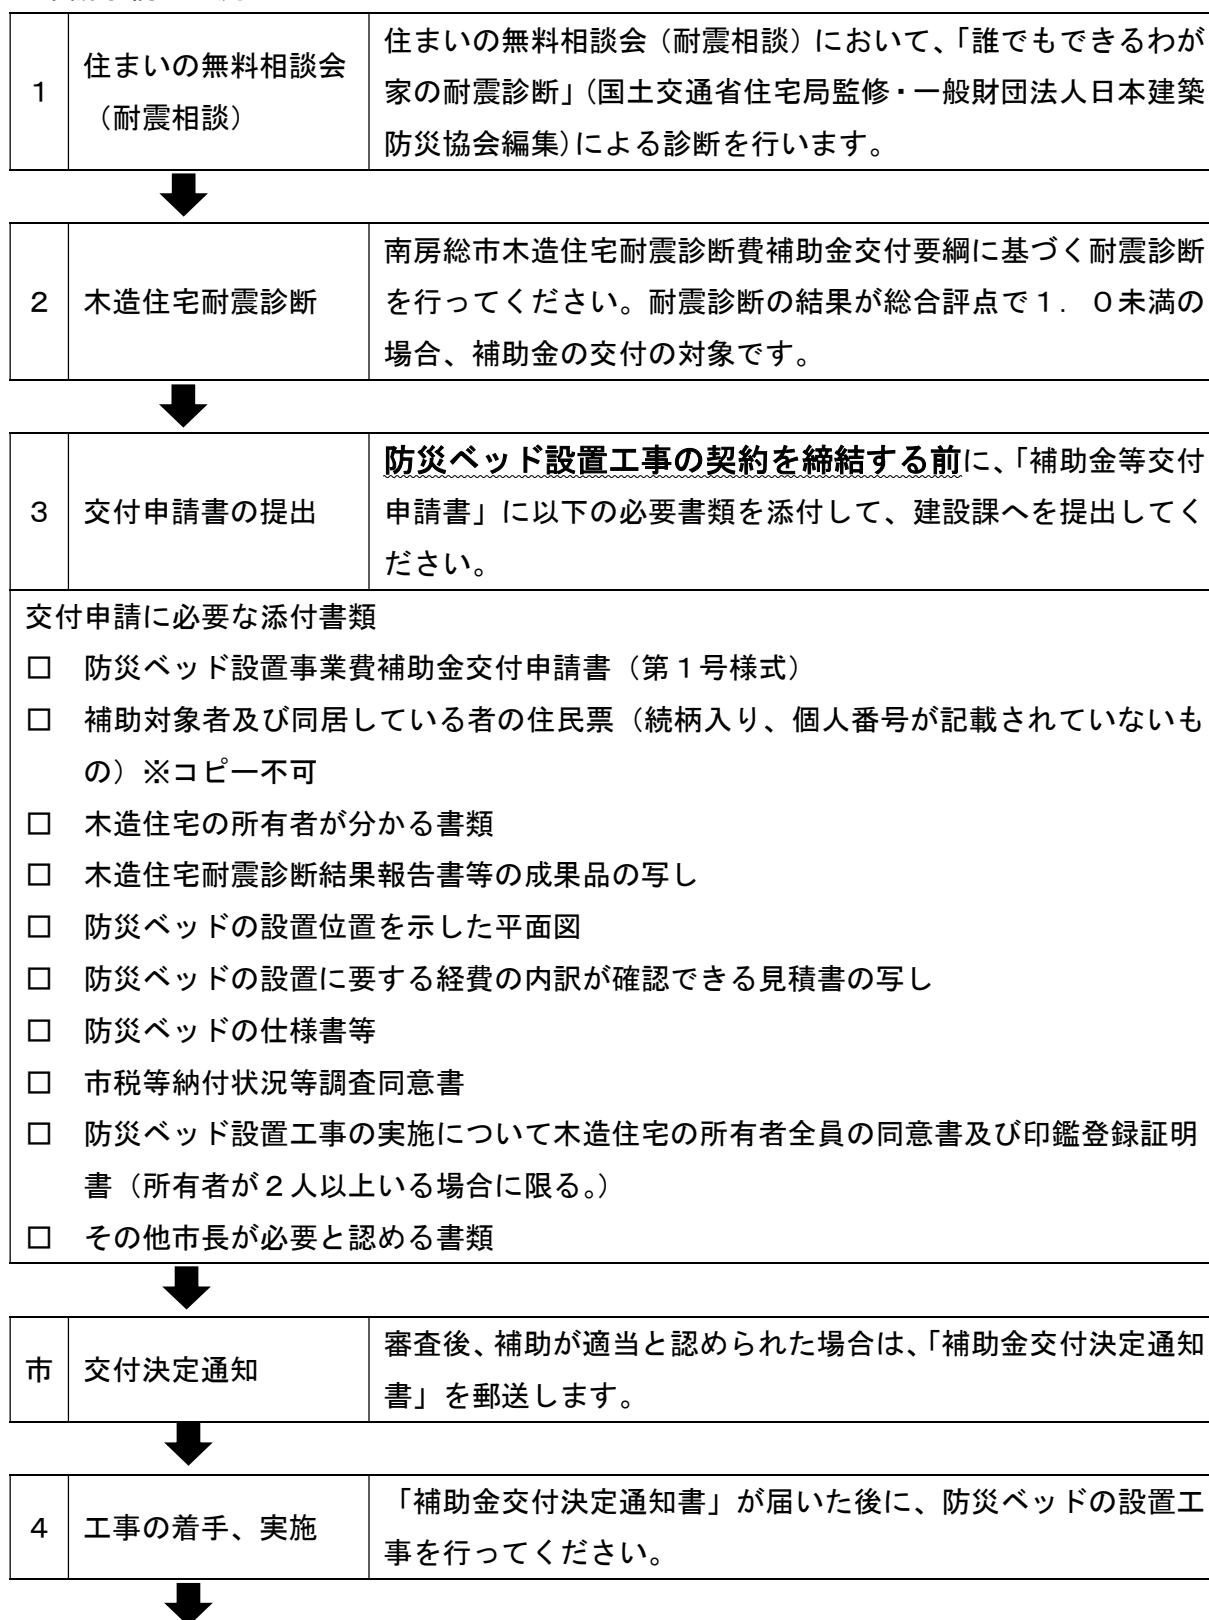 1
住まいの無料相談会
（耐震相談）
住まいの無料相談会（耐震相談）において、「誰でもできるわが
家の耐震診断」（国土交通省住宅局監修・一般財団法人日本建築
防災協会編集）による診断を行います。
2
木造住宅耐震診断
南房総市木造住宅耐震診断費補助金交付要綱に基づく耐震診断
を行ってください。耐震診断の結果が総合評点で１．０未満の
場合、補助金の交付の対象です。
3
交付申請書の提出
防災ベッド設置工事の契約を締結する前に、「補助金等交付
申請書」に以下の必要書類を添付して、建設課へを提出してく
ださい。
交付申請に必要な添付書類
□ 防災ベッド設置事業費補助金交付申請書（第１号様式）
□ 補助対象者及び同居している者の住民票（続柄入り、個人番号が記載されていないも
の）※コピー不可
□ 木造住宅の所有者が分かる書類
□ 木造住宅耐震診断結果報告書等の成果品の写し
□ 防災ベッドの設置位置を示した平面図
□ 防災ベッドの設置に要する経費の内訳が確認できる見積書の写し
□ 防災ベッドの仕様書等
□ 市税等納付状況等調査同意書
□ 防災ベッド設置工事の実施について木造住宅の所有者全員の同意書及び印鑑登録証明
書（所有者が２人以上いる場合に限る。）
□ その他市長が必要と認める書類
市
交付決定通知
審査後、補助が適当と認められた場合は、「補助金交付決定通知
書」を郵送します。
4
工事の着手、実施
「補助金交付決定通知書」が届いた後に、防災ベッドの設置工
事を行ってください。